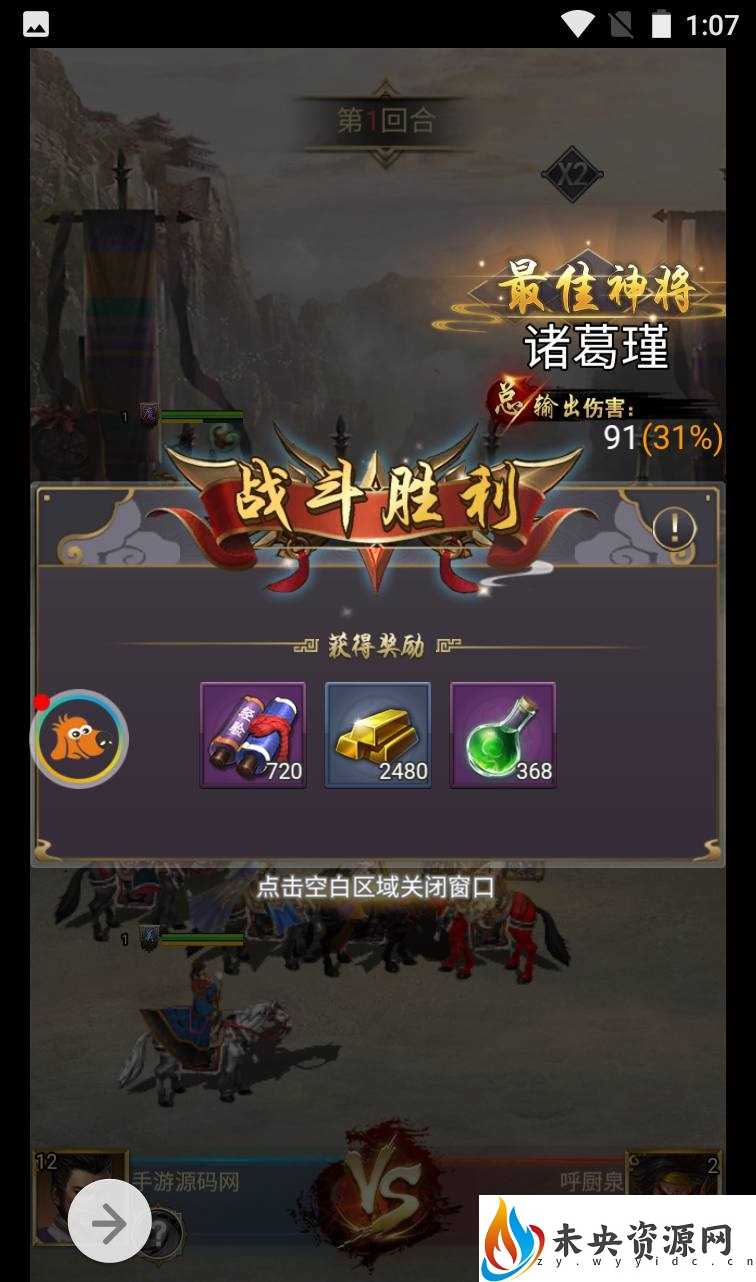 1:07
第1回合
X2
最佳神将
诸葛瑾
总输出伤害:
91(31%)
1
战斗胜利
!
获得奖励
经验
720
2480
368
点击空白区域关闭窗口
1
12
手游源码网
VS
呼厨泉
2
?
未央资源网
zy.wyyidc.cn